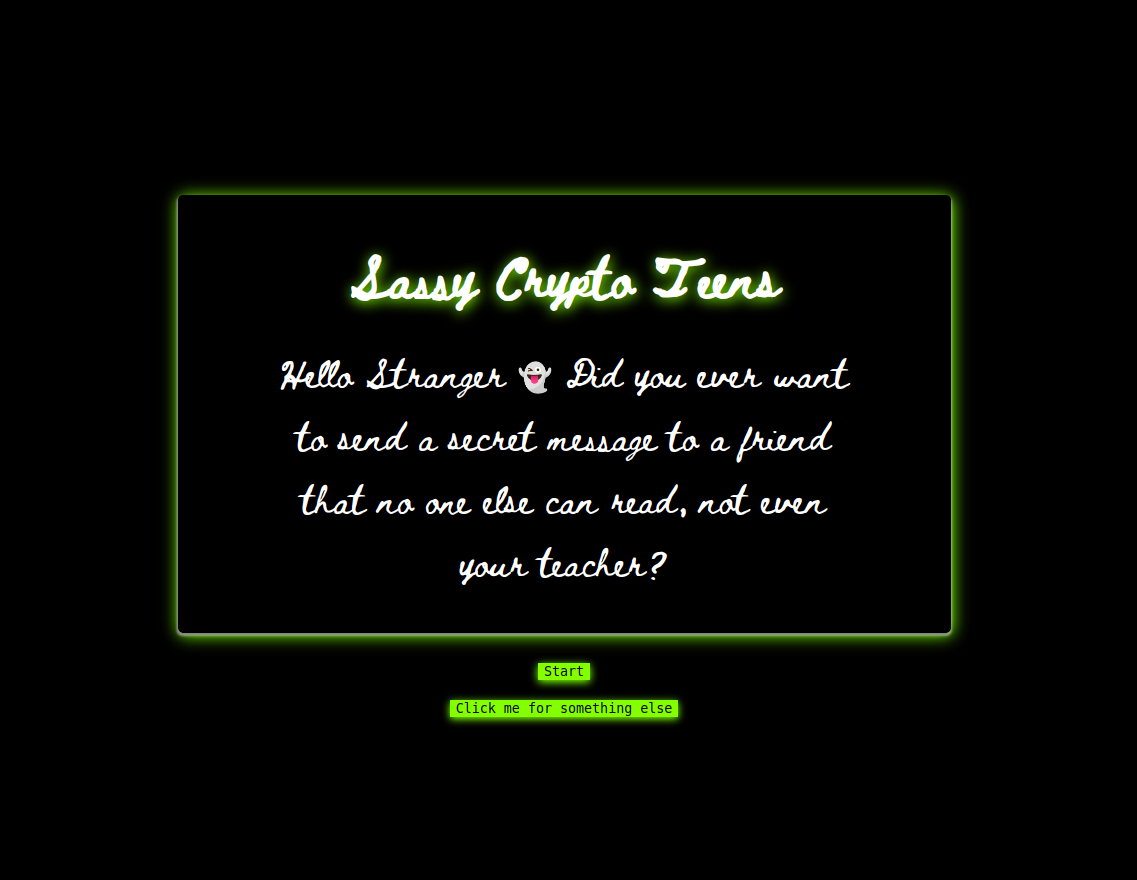 Sassy Crypto Teens
Hello Stranger 👻 Did you ever want
to send a secret message to a friend
that no one else can read, not even
your teacher?
Start
Click me for something else